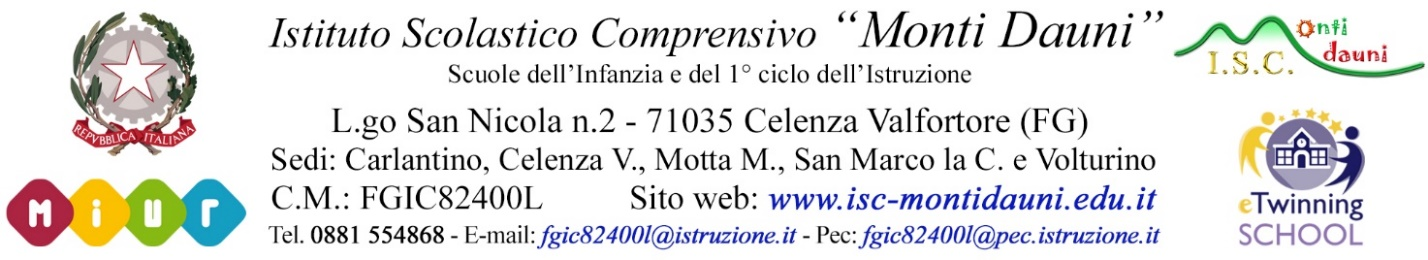 Istituto Scolastico Comprensivo “Monti Dauni”
Scuole dell’Infanzia e del 1° ciclo dell’Istruzione
L.go San Nicola n.2 - 71035 Celenza Valfortore (FG)
Sedi: Carlantino, Celenza V., Motta M., San Marco la C. e Volturino
C.M.: FGIC82400L Sito web: www.isc-montidauni.edu.it
Tel. 0881 554868 - E-mail: fgic82400l@istruzione.it - Pec: fgic82400l@pec.istruzione.it
REPVBBLICA ITALIANA
MiUr
I.S.C. Monti dauni
eTwinning
SCHOOL